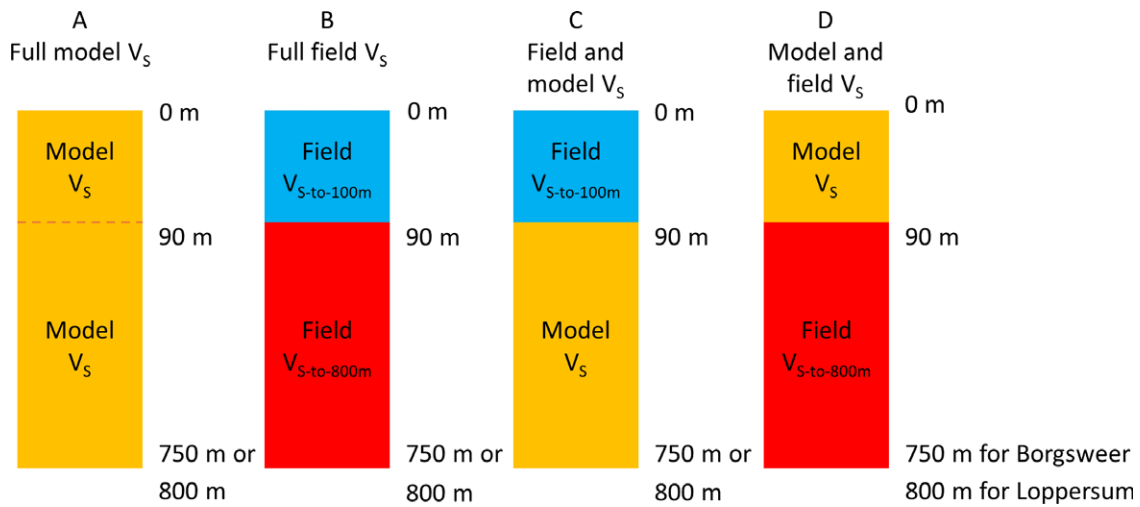 A
Full model VS
B
Full field VS
C
Field and
model VS
D
Model and
field VS
0 m
0 m
0 m
0 m
Model
VS
Field
VS-to-100m
Field
VS-to-100m
Model
VS
90 m
90 m
90 m
90 m
Model
VS
Field
VS-to-800m
Model
VS
Field
VS-to-800m
750 m or
800 m
750 m or
800 m
750 m or
800 m
750 m for Borgsweer
800 m for Loppersum